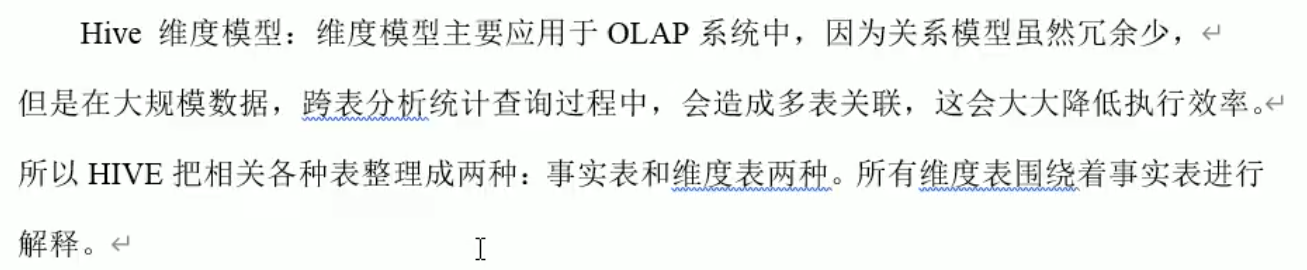 Hive 维度模型：维度模型主要应用于 OLAP 系统中，因为关系模型虽然冗余少，
但是在大规模数据，跨表分析统计查询过程中，会造成多表关联，这会大大降低执行效率。
所以 HIVE 把相关各种表整理成两种：事实表和维度表两种。所有维度表围绕着事实表进行
解释。